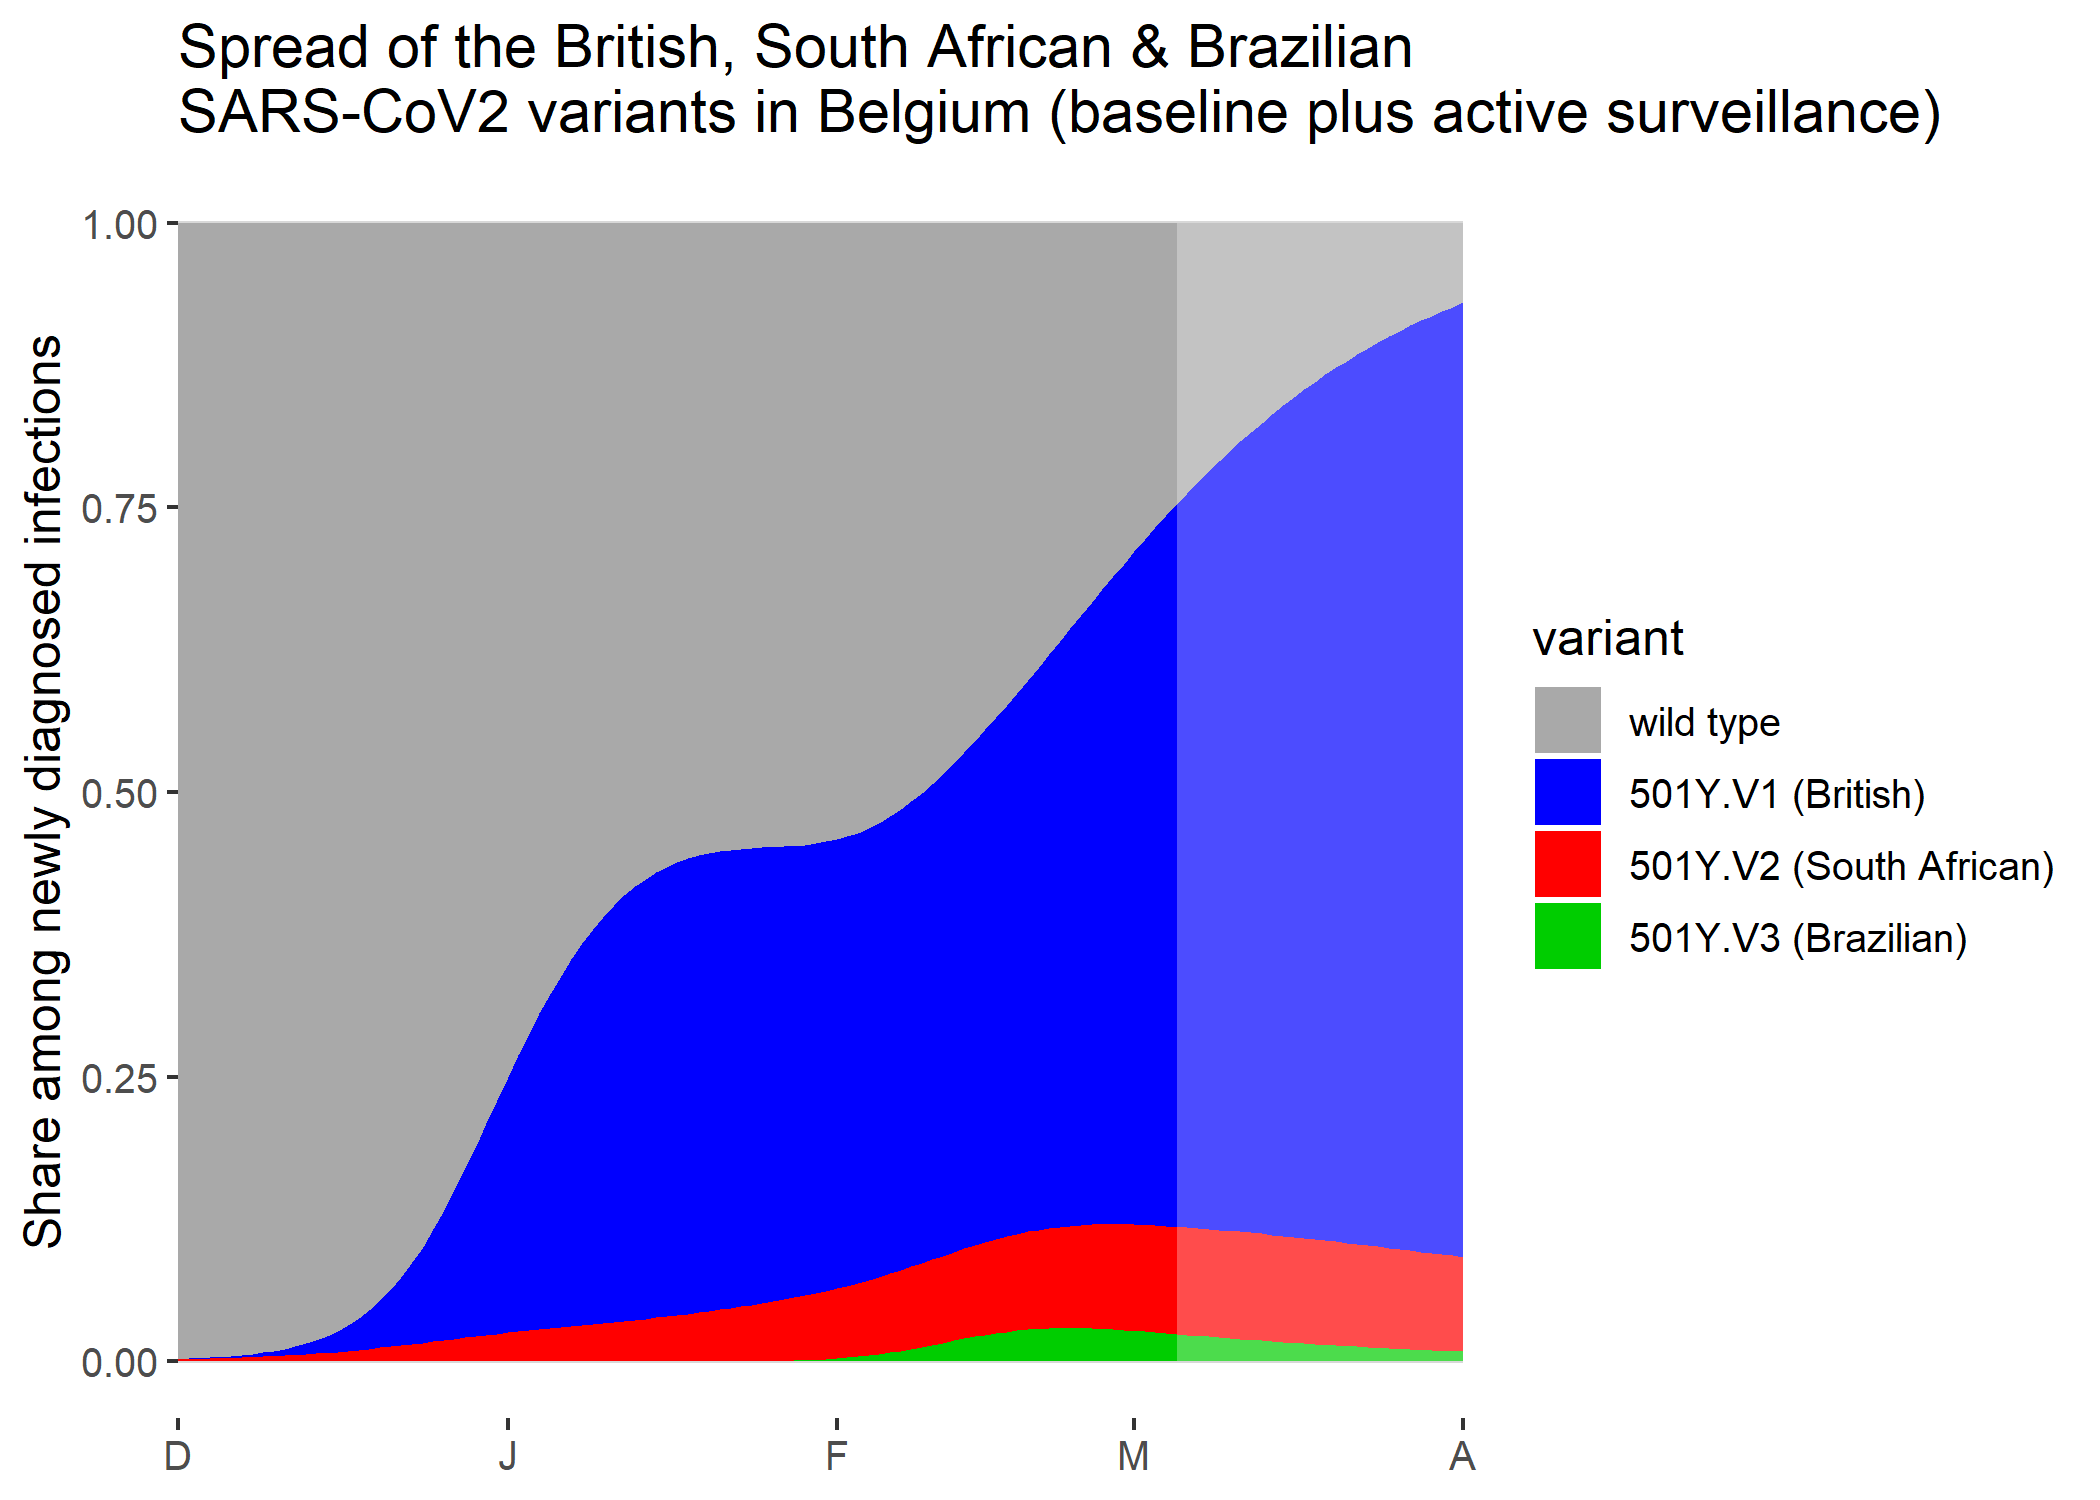 Spread of the British, South African & Brazilian
SARS-CoV2 variants in Belgium (baseline plus active surveillance)
Share among newly diagnosed infections
1.00
0.75
0.50
0.25
0.00
D
J
F
M
A
variant
wild type
501Y.V1 (British)
501Y.V2 (South African)
501Y.V3 (Brazilian)